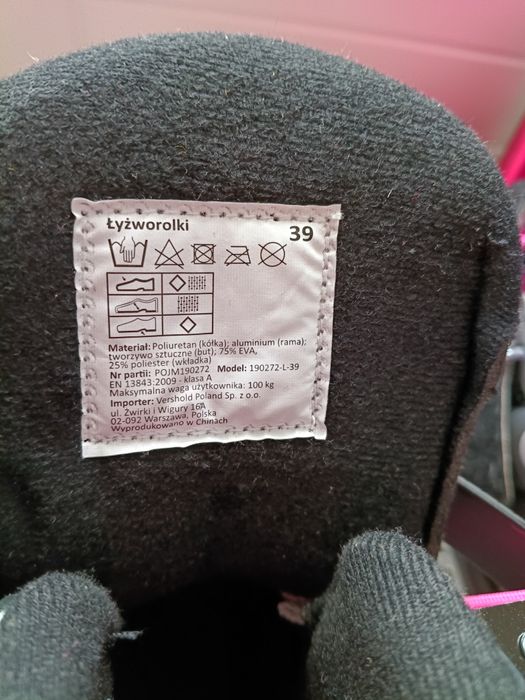 Łyżworolki
39
Materiał: Poliuretan (kółka); aluminium (rama);
tworzywo sztuczne (but); 75% EVA,
25% poliester (wkładka)
Nr partii: POJM190272 Model: 190272-L-39
EN 13843:2009 - klasa A
Maksymalna waga użytkownika: 100 kg
Importer: Vershold Poland Sp. z o.o.
ul. Żwirki i Wigury 16A
02-092 Warszawa, Polska
Wyprodukowano w Chinach